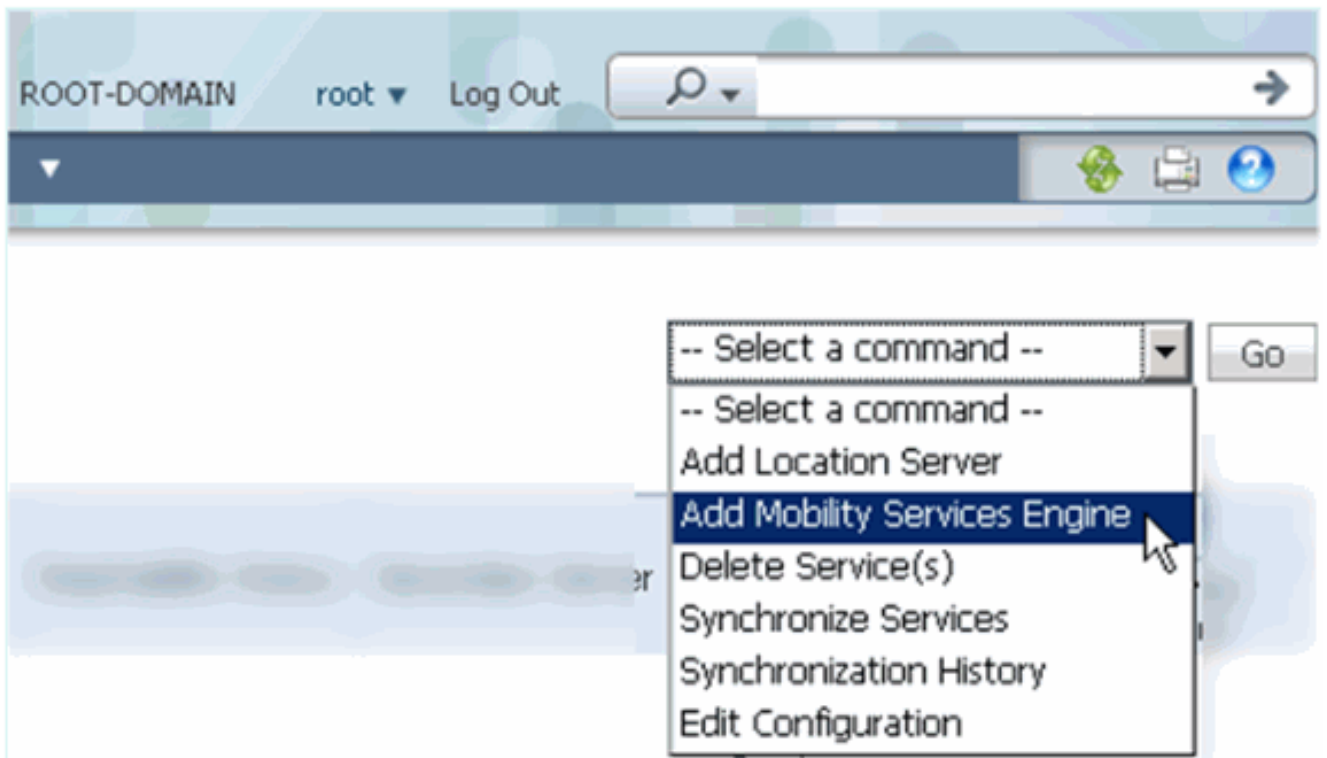 ROOT-DOMAIN root Log Out
-- Select a command -- Go
-- Select a command --
Add Location Server
Add Mobility Services Engine
Delete Service(s)
Synchronize Services
Synchronization History
Edit Configuration